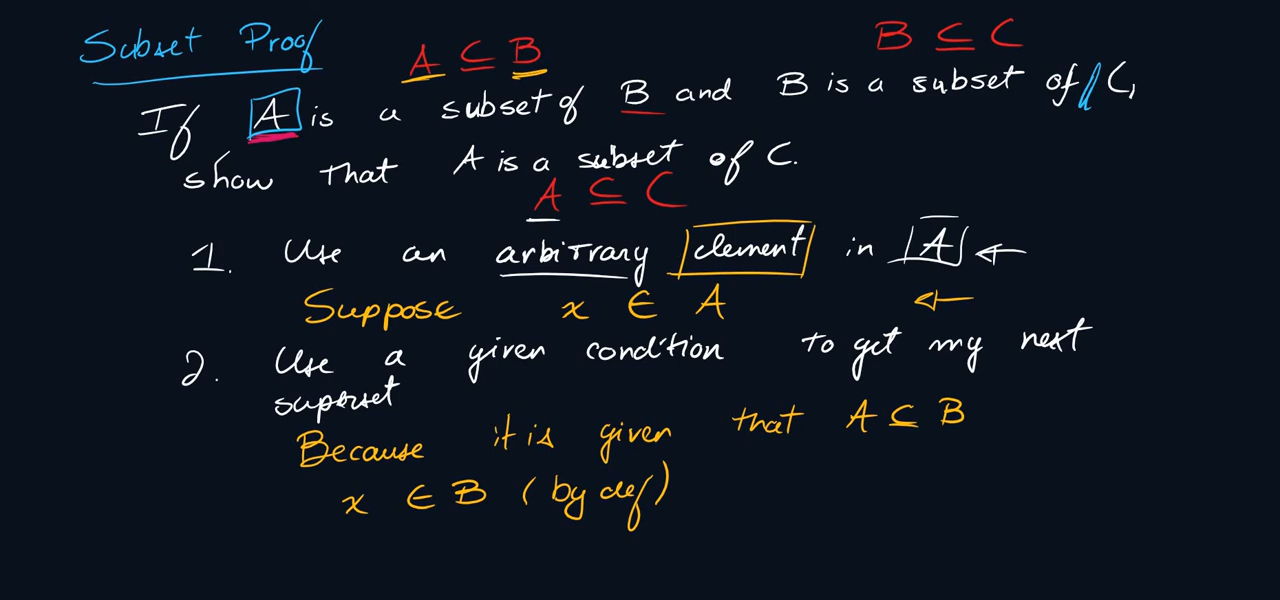 Subset Proof
A ⊆ B
B ⊆ C
If A is a subset of B and B is a subset of C,
show that A is a subset of C.
A ⊆ C
1. Use an arbitrary element in A ←
Suppose x ∈ A ←
2. Use a given condition to get my next
superset
Because it is given that A ⊆ B
x ∈ B (by def)